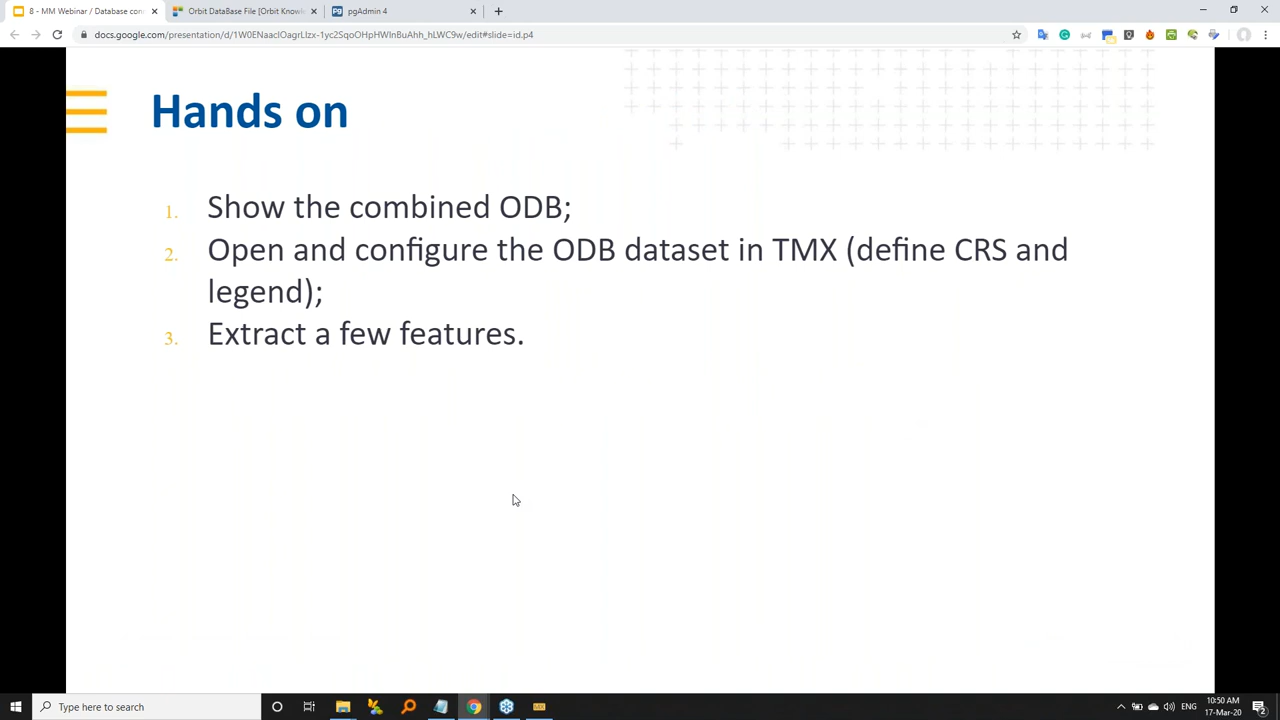 8 - MM Webinar / Database con
Orbit DataBase File [Orbit Knowle
pgAdmin 4
docs.google.com/presentation/d/1W0ENaacIOagrLIzx-1yc2SqoOHpHWInBuAhh_hLWC9w/edit#slide=id.p4
Hands on
1. Show the combined ODB;
2. Open and configure the ODB dataset in TMX (define CRS and
legend);
3. Extract a few features.
Type here to search
10:50 AM
17-Mar-20
2